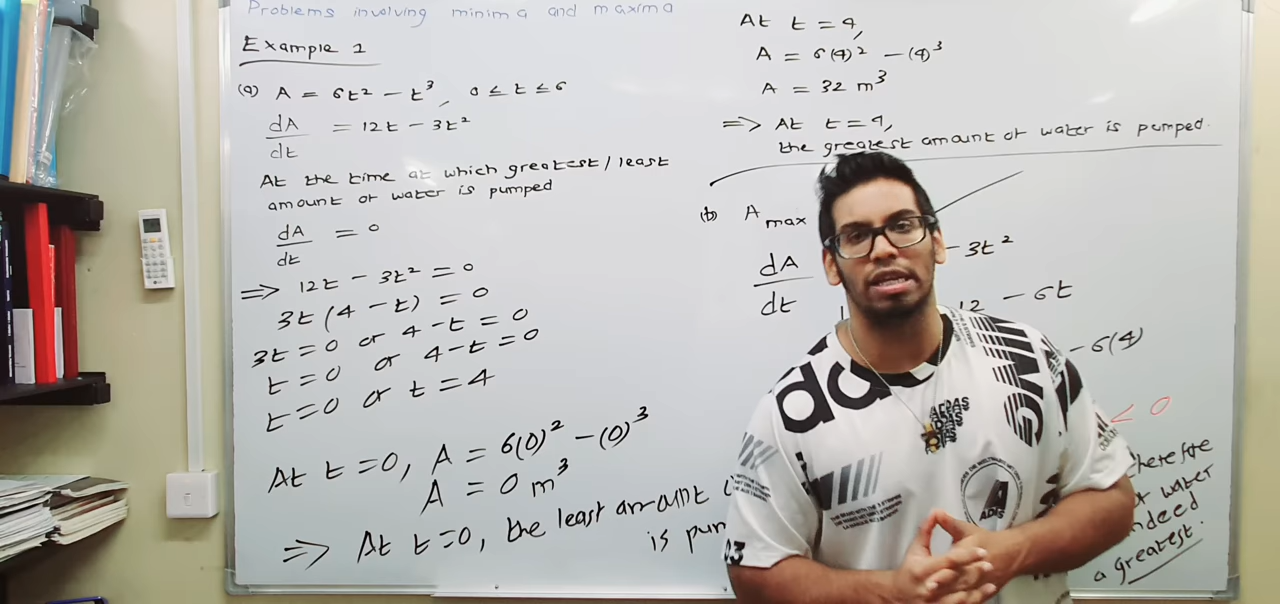 Problems involving minima and maxima
Example 1
(a) A = 6t² - t³, 0 ≤ t ≤ 6
dA/dt = 12t - 3t²
At the time at which greatest/least
amount of water is pumped
dA/dt = 0
⇒ 12t - 3t² = 0
3t(4 - t) = 0
3t = 0 or 4 - t = 0
t = 0 or 4 - t = 0
t = 0 or t = 4
At t = 0, A = 6(0)² - (0)³
A = 0 m³
⇒ At t = 0, the least amount
is
At t = 4,
A = 6(4)² - (4)³
A = 32 m³
⇒ At t = 4,
the greatest amount of water is pumped.
(b) A max
dA/dt - 3t²
12 - 6t
- 6(4)
< 0
therefore
of water
indeed
a greatest.
ADIDAS
03